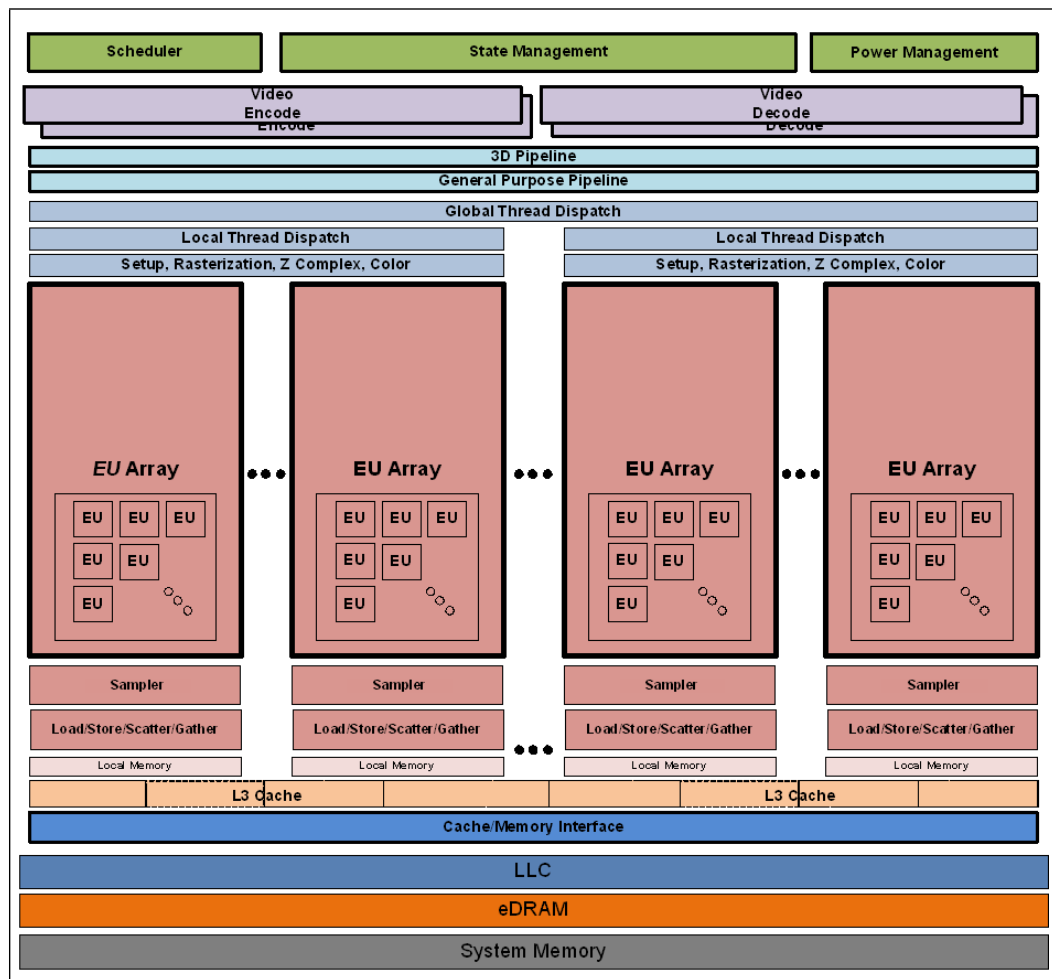 Scheduler
State Management
Power Management
Video
Encode
Encode
Video
Decode
Decode
3D Pipeline
General Purpose Pipeline
Global Thread Dispatch
Local Thread Dispatch
Local Thread Dispatch
Setup, Rasterization, Z Complex, Color
Setup, Rasterization, Z Complex, Color
EU Array
EU Array
EU Array
EU Array
EU EU EU
EU EU EU
EU EU EU
EU EU EU
EU EU
EU EU
EU EU
EU EU
EU
EU
EU
EU
Sampler
Sampler
Sampler
Sampler
Load/Store/Scatter/Gather
Load/Store/Scatter/Gather
Load/Store/Scatter/Gather
Load/Store/Scatter/Gather
Local Memory
Local Memory
Local Memory
Local Memory
L3 Cache
L3 Cache
Cache/Memory Interface
LLC
eDRAM
System Memory